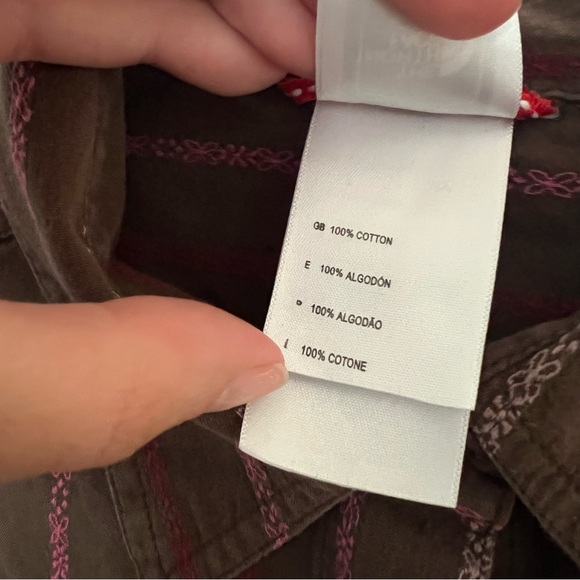 GB 100% COTTON
E 100% ALGODÓN
P 100% ALGODÃO
I 100% COTONE